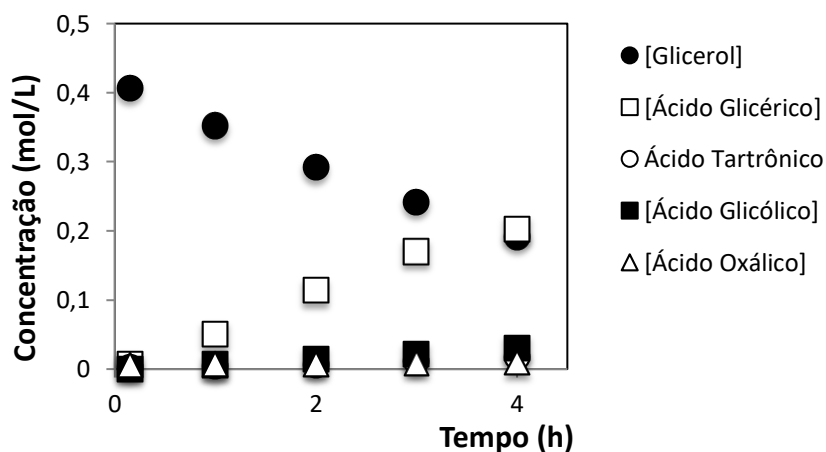 0,5
0,4
0,3
0,2
0,1
0
0 2 4
Concentração (mol/L)
Tempo (h)
[Glicerol]
[Ácido Glicérico]
Ácido Tartrônico
[Ácido Glicólico]
[Ácido Oxálico]